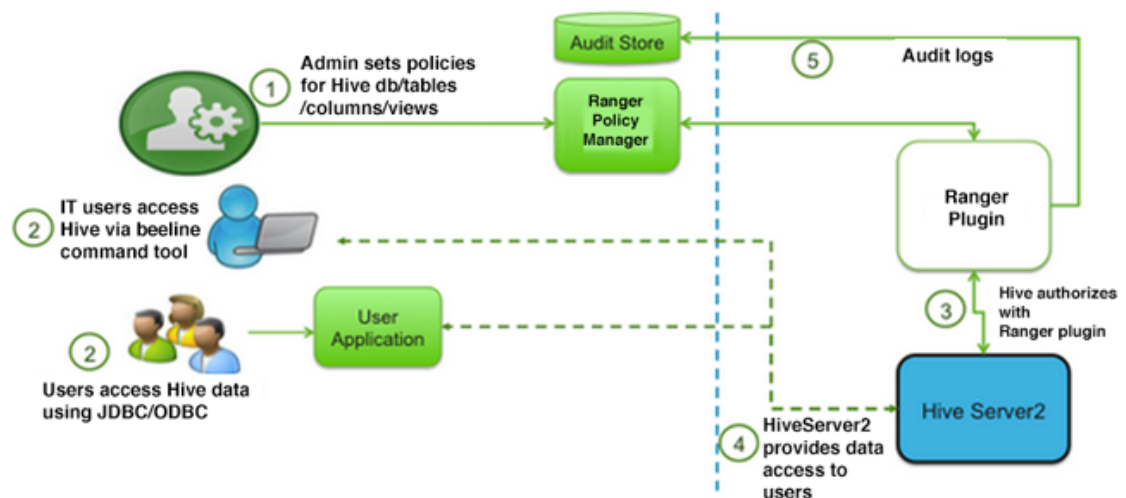 Audit Store
5
Audit logs
1
Admin sets policies
for Hive db/tables
/columns/views
Ranger
Policy
Manager
Ranger
Plugin
2
IT users access
Hive via beeline
command tool
3
Hive authorizes
with
Ranger plugin
User
Application
2
Users access Hive data
using JDBC/ODBC
Hive Server2
4
HiveServer2
provides data
access to
users